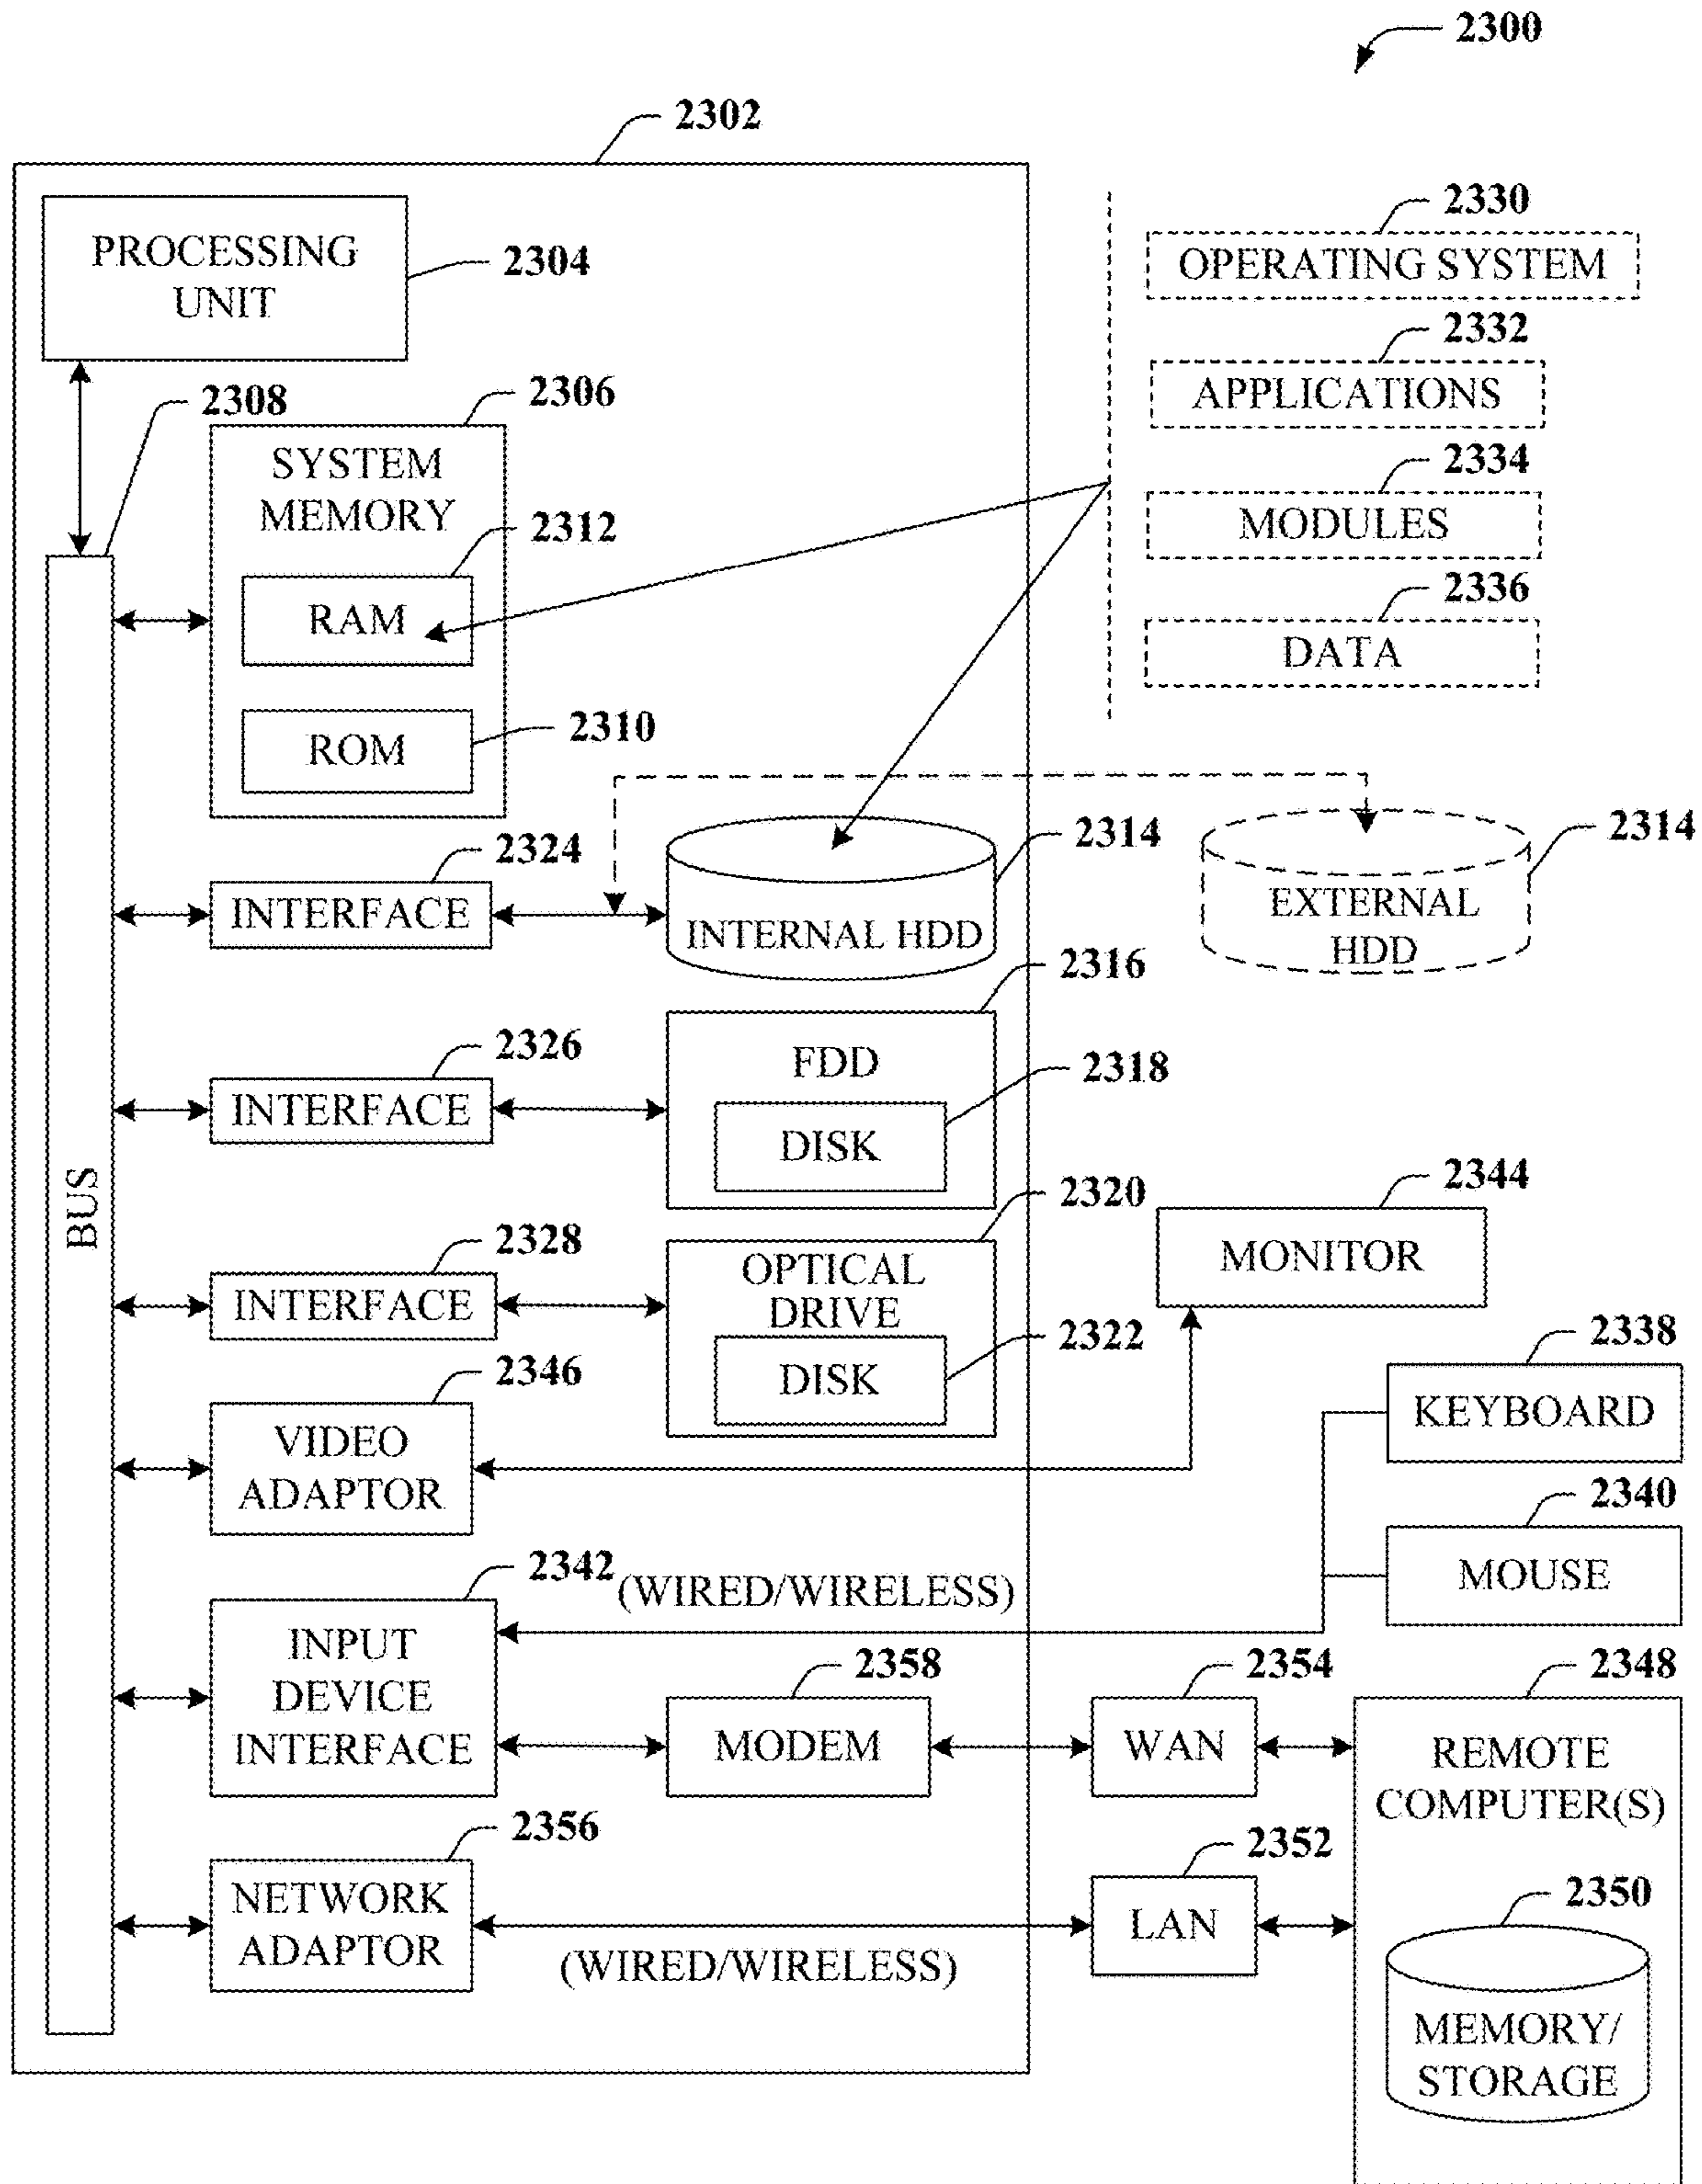 2300
2302
PROCESSING
UNIT
2304
2330
OPERATING SYSTEM
2332
APPLICATIONS
2334
MODULES
2336
DATA
2308
2306
SYSTEM
MEMORY
2312
RAM
2310
ROM
BUS
2324
INTERFACE
2314
INTERNAL HDD
2314
EXTERNAL
HDD
2326
INTERFACE
2316
FDD
2318
DISK
2328
INTERFACE
2320
OPTICAL
DRIVE
2322
DISK
2344
MONITOR
2346
VIDEO
ADAPTOR
2338
KEYBOARD
2340
MOUSE
2342
(WIRED/WIRELESS)
INPUT
DEVICE
INTERFACE
2358
MODEM
2354
WAN
2348
REMOTE
COMPUTER(S)
2356
NETWORK
ADAPTOR
(WIRED/WIRELESS)
2352
LAN
2350
MEMORY/
STORAGE